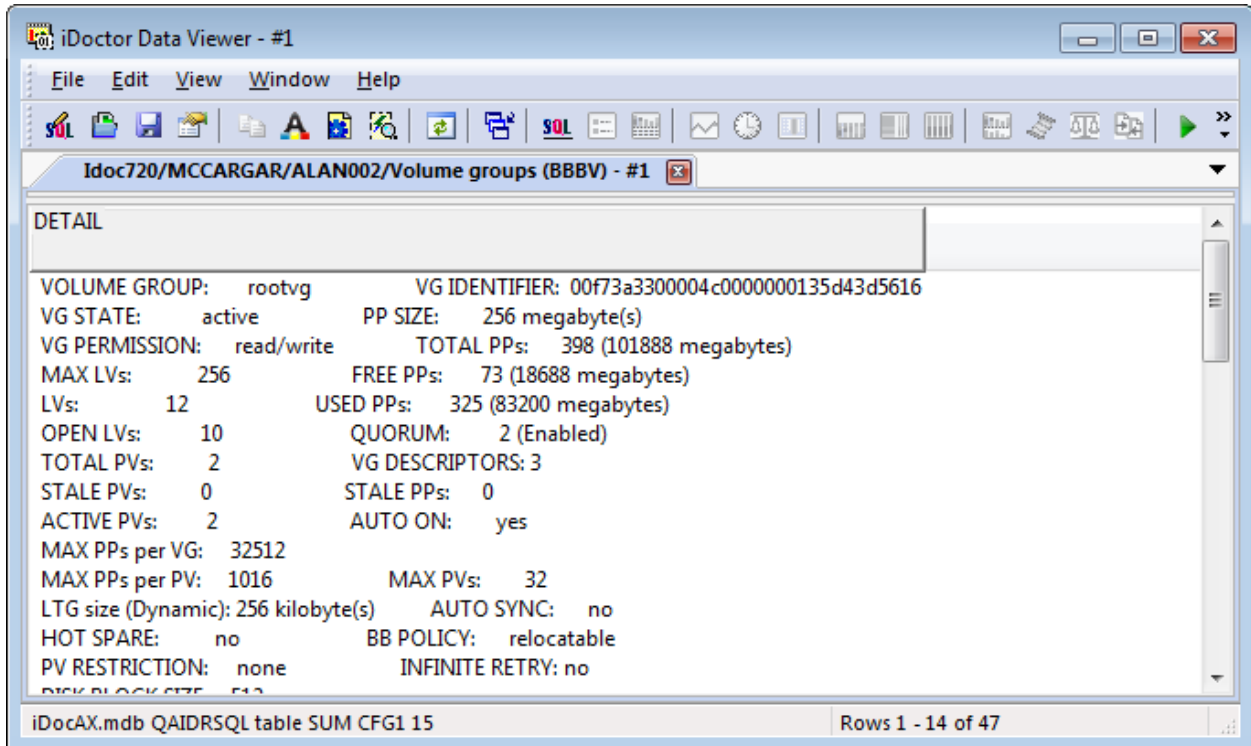 iDoctor Data Viewer - #1
File Edit View Window Help
SQL SQL
Idoc720/MCCARGAR/ALAN002/Volume groups (BBBV) - #1
DETAIL
VOLUME GROUP: rootvg VG IDENTIFIER: 00f73a3300004c0000000135d43d5616
VG STATE: active PP SIZE: 256 megabyte(s)
VG PERMISSION: read/write TOTAL PPs: 398 (101888 megabytes)
MAX LVs: 256 FREE PPs: 73 (18688 megabytes)
LVs: 12 USED PPs: 325 (83200 megabytes)
OPEN LVs: 10 QUORUM: 2 (Enabled)
TOTAL PVs: 2 VG DESCRIPTORS: 3
STALE PVs: 0 STALE PPs: 0
ACTIVE PVs: 2 AUTO ON: yes
MAX PPs per VG: 32512
MAX PPs per PV: 1016 MAX PVs: 32
LTG size (Dynamic): 256 kilobyte(s) AUTO SYNC: no
HOT SPARE: no BB POLICY: relocatable
PV RESTRICTION: none INFINITE RETRY: no
DISK BLOCK SIZE 512
iDocAX.mdb QAIDRSQL table SUM CFG1 15 Rows 1 - 14 of 47